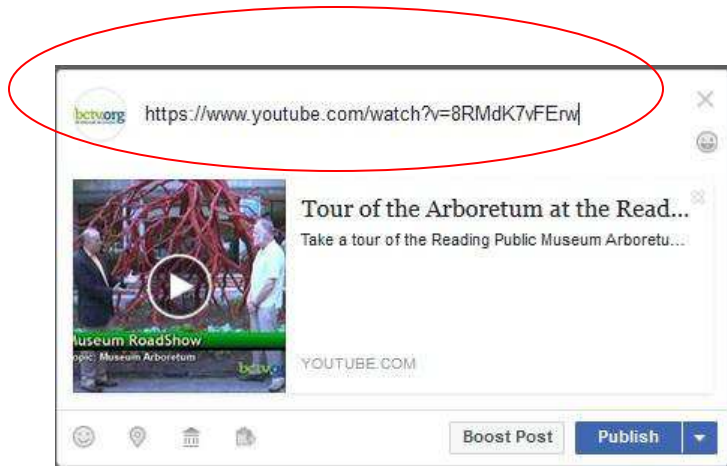 bctv.org
https://www.youtube.com/watch?v=8RMdK7vFErw
Tour of the Arboretum at the Read...
Take a tour of the Reading Public Museum Arboretu...
Museum RoadShow
opic: Museum Arboretum
bctv.
YOUTUBE.COM
Boost Post
Publish